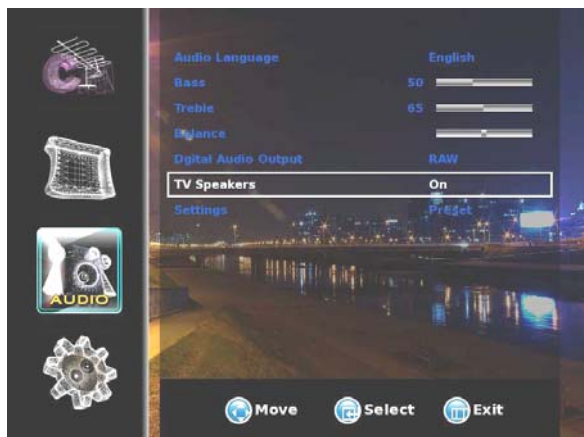 Audio Language English
Bass 50
Treble 65
Balance
Dgital Audio Output RAW
TV Speakers On
Settings Preset
AUDIO
Move Select Exit